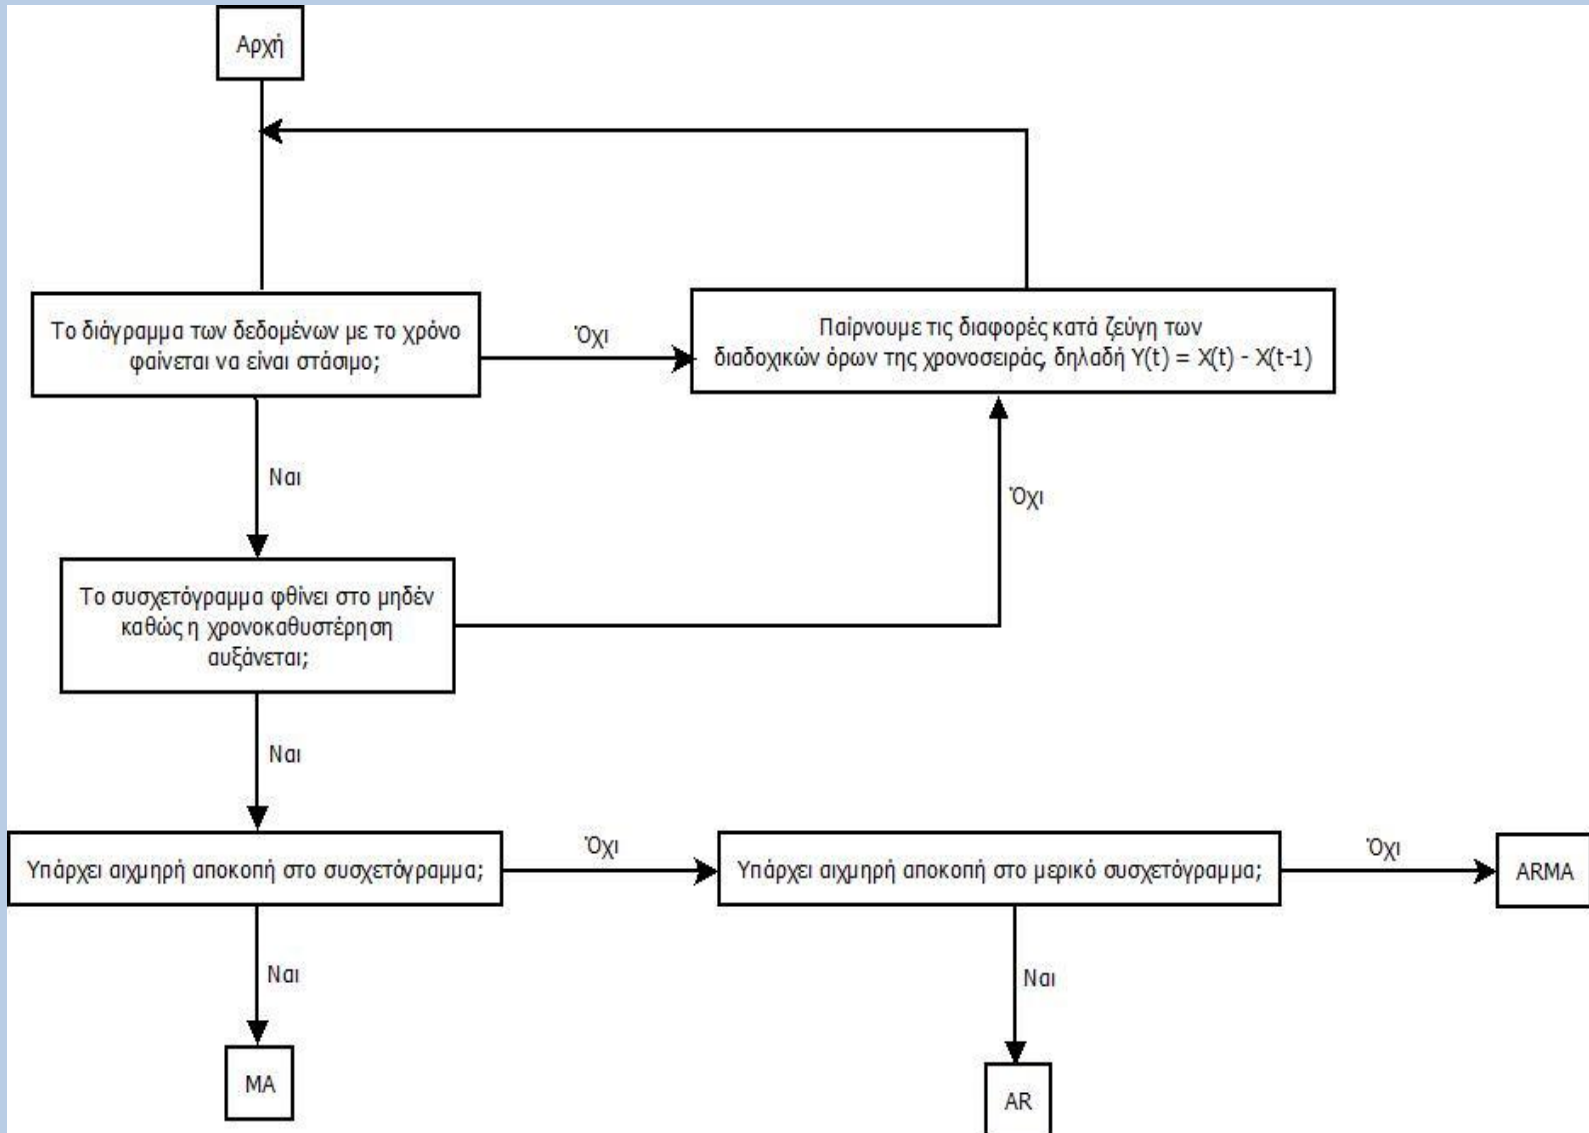 Αρχή
Το διάγραμμα των δεδομένων με το χρόνο
φαίνεται να είναι στάσιμο;
Όχι
Παίρνουμε τις διαφορές κατά ζεύγη των
διαδοχικών όρων της χρονοσειράς, δηλαδή Y(t) = X(t) - X(t-1)
Ναι
Όχι
Το συσχετόγραμμα φθίνει στο μηδέν
καθώς η χρονοκαθυστέρηση
αυξάνεται;
Ναι
Υπάρχει αιχμηρή αποκοπή στο συσχετόγραμμα;
Όχι
Υπάρχει αιχμηρή αποκοπή στο μερικό συσχετόγραμμα;
Όχι
ARMA
Ναι
Ναι
MA
AR